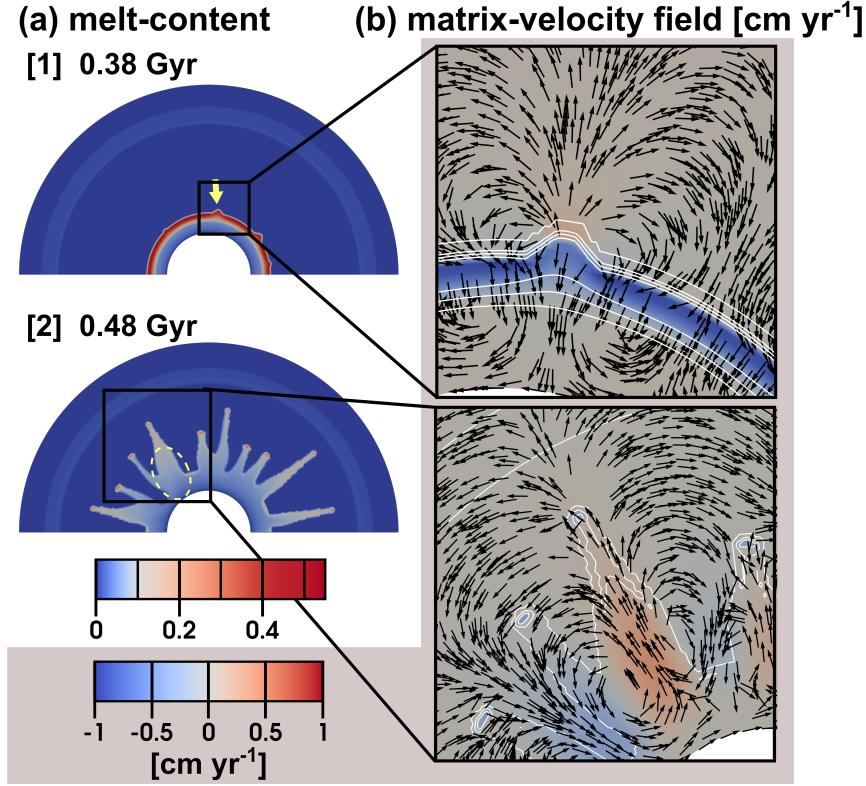 (a) melt-content
(b) matrix-velocity field [cm yr⁻¹]
[1] 0.38 Gyr
[2] 0.48 Gyr
0 0.2 0.4
-1 -0.5 0 0.5 1
[cm yr⁻¹]